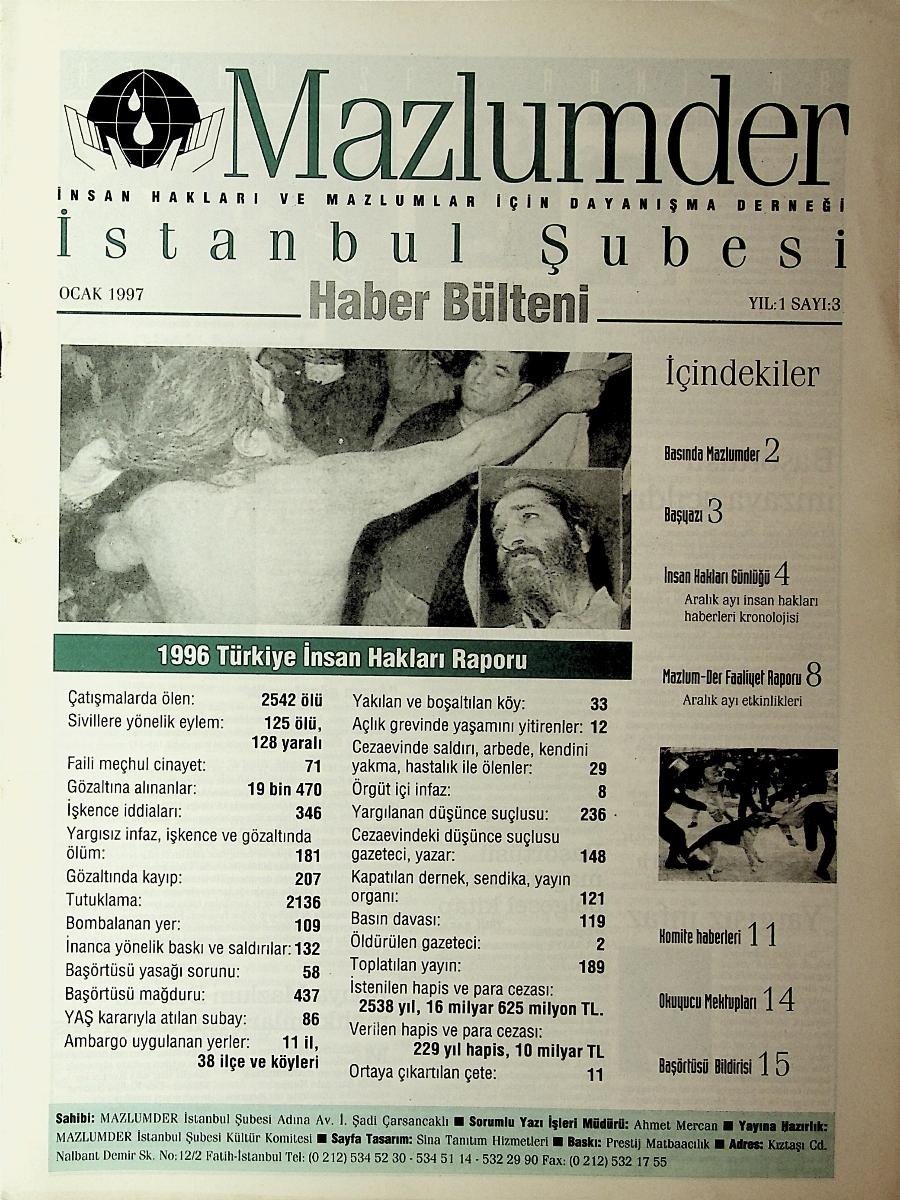 Mazlumder
İNSAN HAKLARI VE MAZLUMLAR İÇİN DAYANIŞMA DERNEĞİ
İstanbul Şubesi
OCAK 1997
Haber Bülteni
YIL:1 SAYI:3
1996 Türkiye İnsan Hakları Raporu
Çatışmalarda ölen: 2542 ölü
Sivillere yönelik eylem: 125 ölü,
128 yaralı
Faili meçhul cinayet: 71
Gözaltına alınanlar: 19 bin 470
İşkence iddiaları: 346
Yargısız infaz, işkence ve gözaltında
ölüm: 181
Gözaltında kayıp: 207
Tutuklama: 2136
Bombalanan yer: 109
İnanca yönelik baskı ve saldırılar: 132
Başörtüsü yasağı sorunu: 58
Başörtüsü mağduru: 437
YAŞ kararıyla atılan subay: 86
Ambargo uygulanan yerler: 11 il,
38 ilçe ve köyleri
Yakılan ve boşaltılan köy: 33
Açlık grevinde yaşamını yitirenler: 12
Cezaevinde saldırı, arbede, kendini
yakma, hastalık ile ölenler: 29
Örgüt içi infaz: 8
Yargılanan düşünce suçlusu: 236
Cezaevindeki düşünce suçlusu
gazeteci, yazar: 148
Kapatılan dernek, sendika, yayın
organı: 121
Basın davası: 119
Öldürülen gazeteci: 2
Toplatılan yayın: 189
İstenilen hapis ve para cezası:
2538 yıl, 16 milyar 625 milyon TL.
Verilen hapis ve para cezası:
229 yıl hapis, 10 milyar TL
Ortaya çıkartılan çete: 11
İçindekiler
Basında Mazlumder 2
Başyazı 3
İnsan Hakları Günlüğü 4
Aralık ayı insan hakları
haberleri kronolojisi
Mazlum-Der Faaliyet Raporu 8
Aralık ayı etkinlikleri
Komite haberleri 11
Okuyucu Mektupları 14
Başörtüsü Bildirisi 15
Sahibi: MAZLUMDER İstanbul Şubesi Adına Av. İ. Şadi Çarsancaklı ■ Sorumlu Yazı İşleri Müdürü: Ahmet Mercan ■ Yayına Hazırlık:
MAZLUMDER İstanbul Şubesi Kültür Komitesi ■ Sayfa Tasarım: Sina Tanıtım Hizmetleri ■ Baskı: Prestij Matbaacılık ■ Adres: Kıztaşı Cd.
Nalbant Demir Sk. No:12/2 Fatih-İstanbul Tel: (0 212) 534 52 30 - 534 51 14 - 532 29 90 Fax: (0 212) 532 17 55